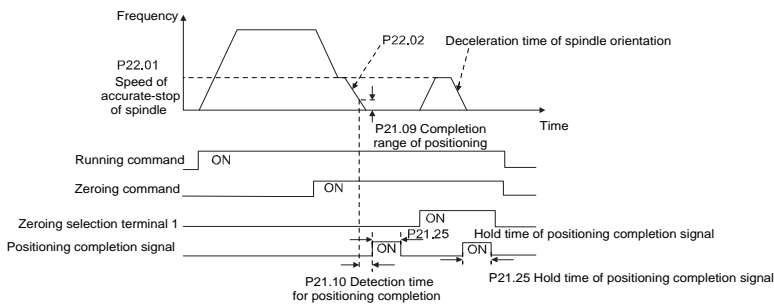 Frequency
P22.01
Speed of
accurate-stop
of spindle
P22.02
Deceleration time of spindle orientation
Time
P21.09 Completion
range of positioning
Running command
ON
Zeroing command
ON
Zeroing selection terminal 1
ON
P21.25
Hold time of positioning completion signal
Positioning completion signal
ON
ON
P21.10 Detection time
for positioning completion
P21.25 Hold time of positioning completion signal